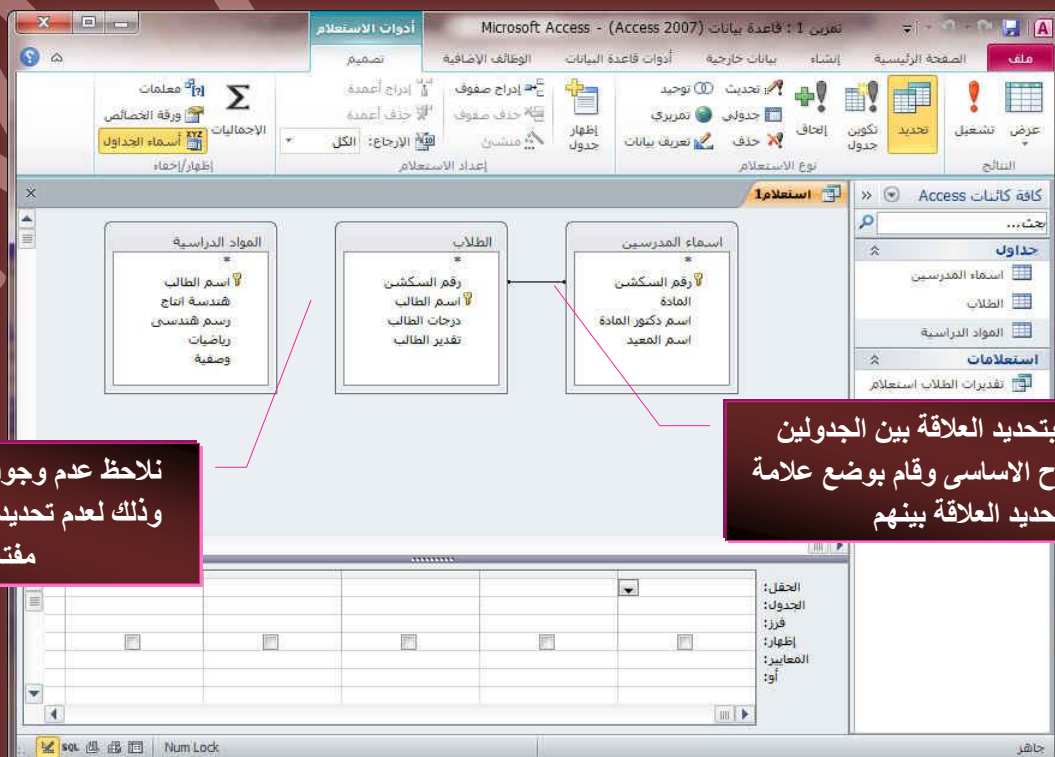 تمرين 1 : قاعدة بيانات (Access 2007) - Microsoft Access
أدوات الاستعلام
ملف
الصفحة الرئيسية
إنشاء
بيانات خارجية
أدوات قاعدة البيانات
الوظائف الإضافية
تصميم
عرض
تشغيل
النتائج
تحديد
تكوين جدول
إلحاق
تحديث
جدولي
حذف
توحيد
تمريري
تعريف بيانات
نوع الاستعلام
إظهار جدول
إدراج صفوف
حذف صفوف
منشئ
إدراج أعمدة
حذف أعمدة
الإرجاع: الكل
إعداد الاستعلام
الإجماليات
معلمات
ورقة الخصائص
أسماء الجداول
إظهار/إخفاء
كافة كائنات Access
بحث...
جداول
اسماء المدرسين
الطلاب
المواد الدراسية
استعلامات
تقديرات الطلاب استعلام
استعلام1
اسماء المدرسين
*
رقم السكشن
المادة
اسم دكتور المادة
اسم المعيد
الطلاب
*
رقم السكشن
اسم الطالب
درجات الطالب
تقدير الطالب
المواد الدراسية
*
اسم الطالب
هندسة انتاج
رسم هندسى
رياضيات
وصفية
بتحديد العلاقة بين الجدولين
الاساسى وقام بوضع علامة
العلاقة بينهم
نلاحظ عدم
وذلك لعدم
الحقل:
الجدول:
فرز:
إظهار:
المعايير:
أو:
جاهز
Num Lock
SQL